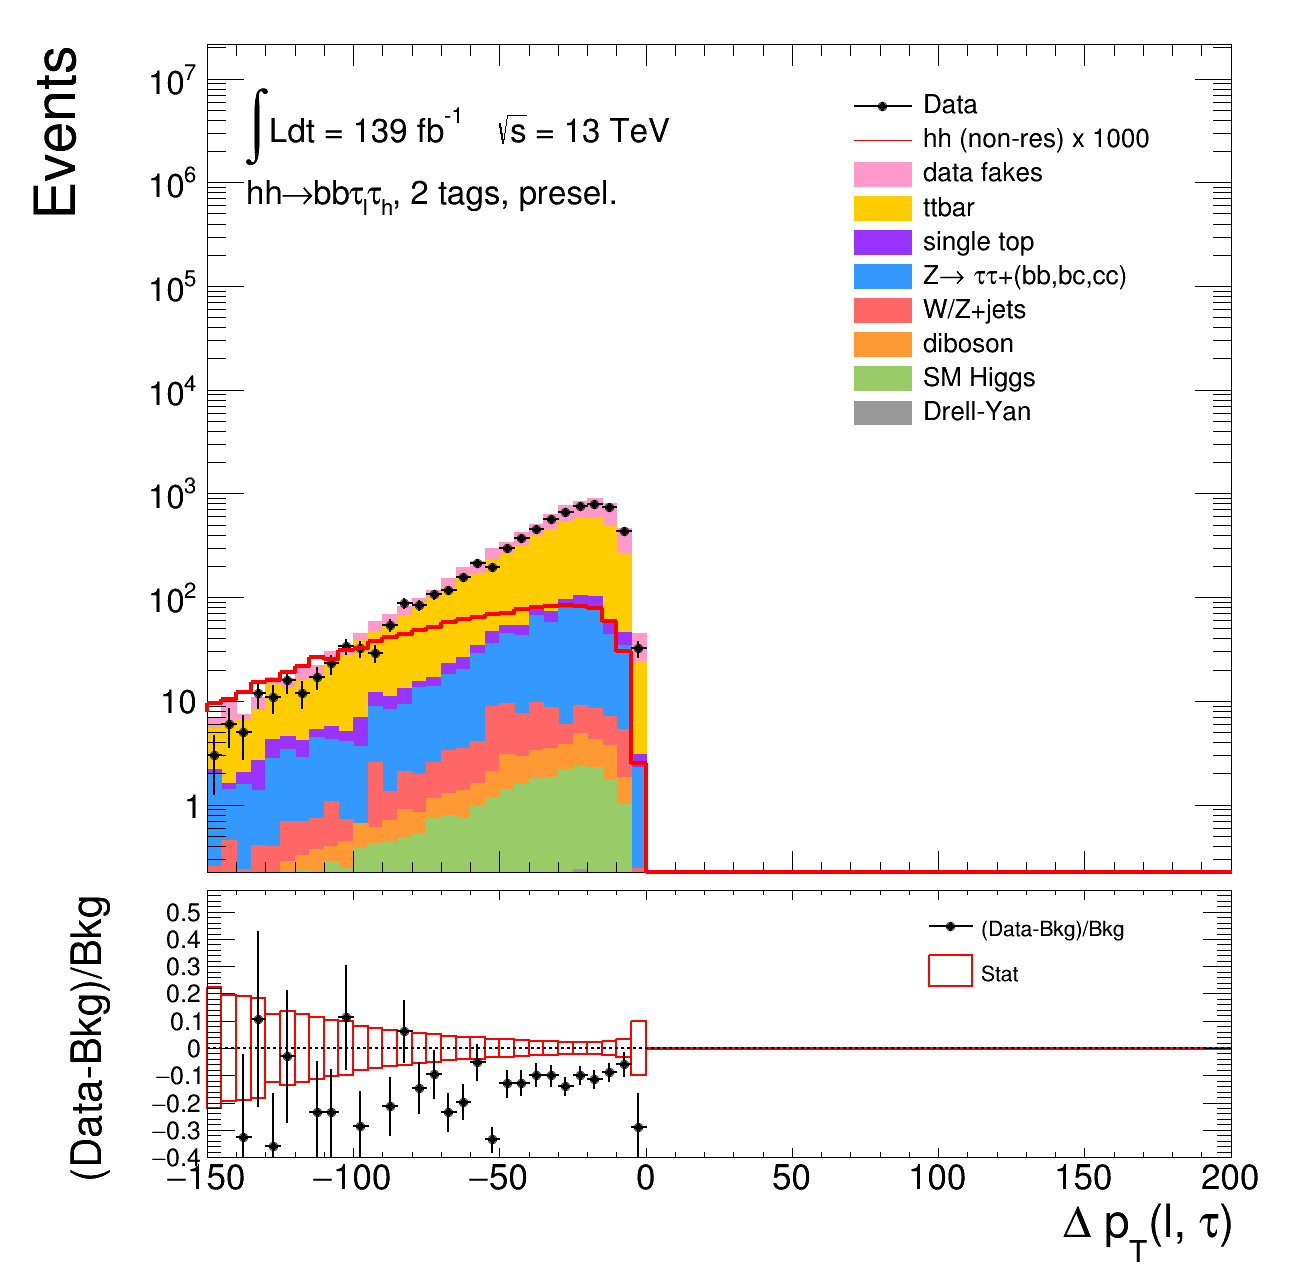 Events
10⁷
10⁶
10⁵
10⁴
10³
10²
10
1
∫Ldt = 139 fb⁻¹ √s = 13 TeV
hh→bbτₗτₕ, 2 tags, presel.
Data
hh (non-res) x 1000
data fakes
ttbar
single top
Z→ ττ+(bb,bc,cc)
W/Z+jets
diboson
SM Higgs
Drell-Yan
(Data-Bkg)/Bkg
0.5
0.4
0.3
0.2
0.1
0
−0.1
−0.2
−0.3
−0.4
(Data-Bkg)/Bkg
Stat
−150 −100 −50 0 50 100 150 200
Δ p_T(l, τ)